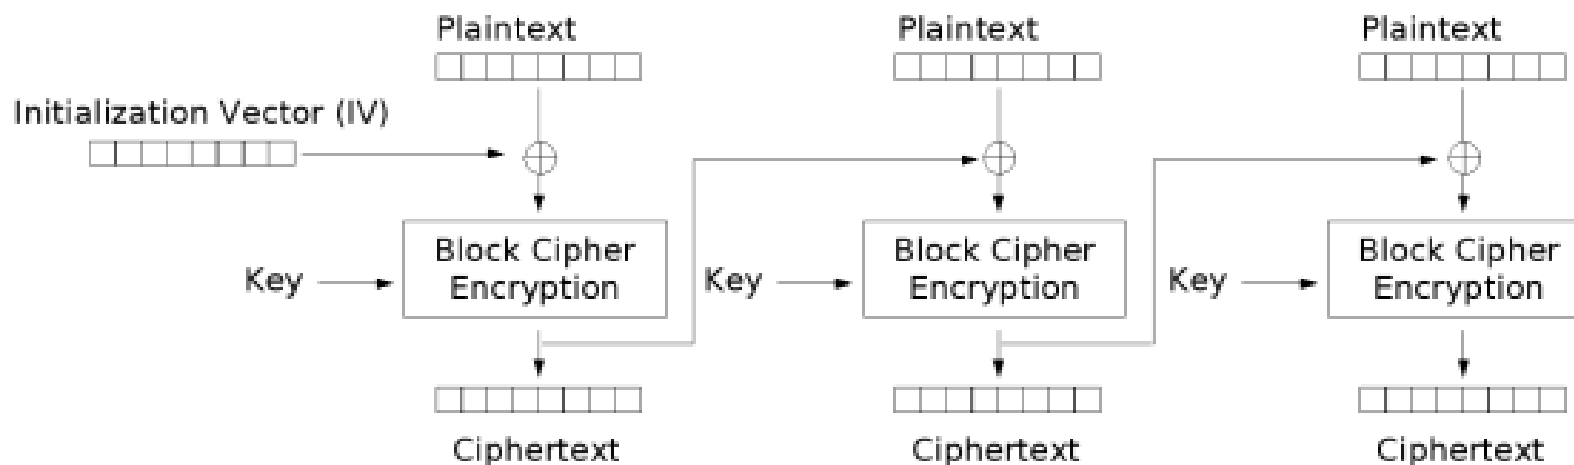 Plaintext
Plaintext
Plaintext
Initialization Vector (IV)
Key
Block Cipher
Encryption
Key
Block Cipher
Encryption
Key
Block Cipher
Encryption
Ciphertext
Ciphertext
Ciphertext